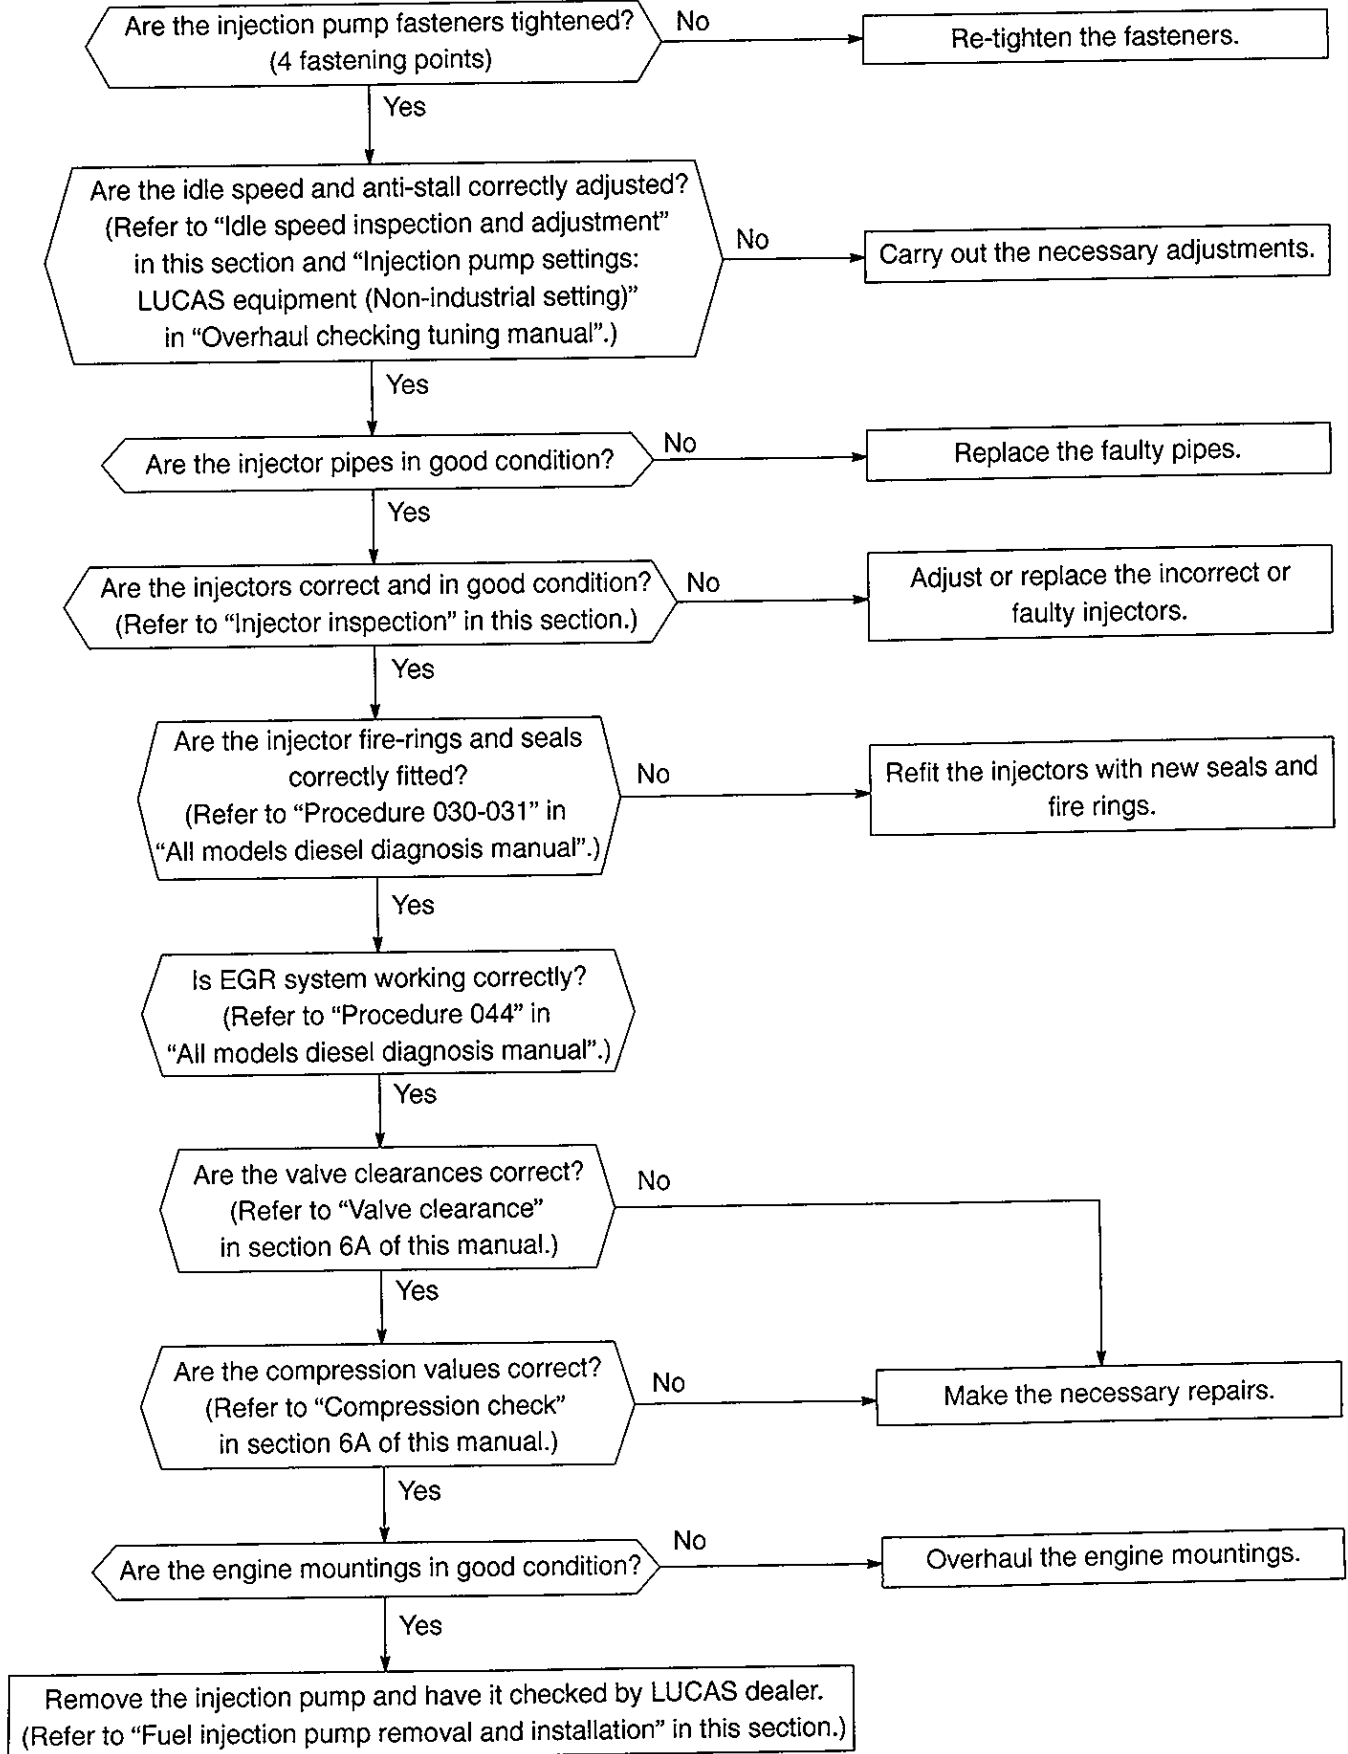 Are the injection pump fasteners tightened?
(4 fastening points)
No
Re-tighten the fasteners.
Yes
Are the idle speed and anti-stall correctly adjusted?
(Refer to “Idle speed inspection and adjustment”
in this section and “Injection pump settings:
LUCAS equipment (Non-industrial setting)”
in “Overhaul checking tuning manual”.)
No
Carry out the necessary adjustments.
Yes
Are the injector pipes in good condition?
No
Replace the faulty pipes.
Yes
Are the injectors correct and in good condition?
(Refer to “Injector inspection” in this section.)
No
Adjust or replace the incorrect or
faulty injectors.
Yes
Are the injector fire-rings and seals
correctly fitted?
(Refer to “Procedure 030-031” in
“All models diesel diagnosis manual”.)
No
Refit the injectors with new seals and
fire rings.
Yes
Is EGR system working correctly?
(Refer to “Procedure 044” in
“All models diesel diagnosis manual”.)
Yes
Are the valve clearances correct?
(Refer to “Valve clearance”
in section 6A of this manual.)
No
Yes
Are the compression values correct?
(Refer to “Compression check”
in section 6A of this manual.)
No
Make the necessary repairs.
Yes
Are the engine mountings in good condition?
No
Overhaul the engine mountings.
Yes
Remove the injection pump and have it checked by LUCAS dealer.
(Refer to “Fuel injection pump removal and installation” in this section.)